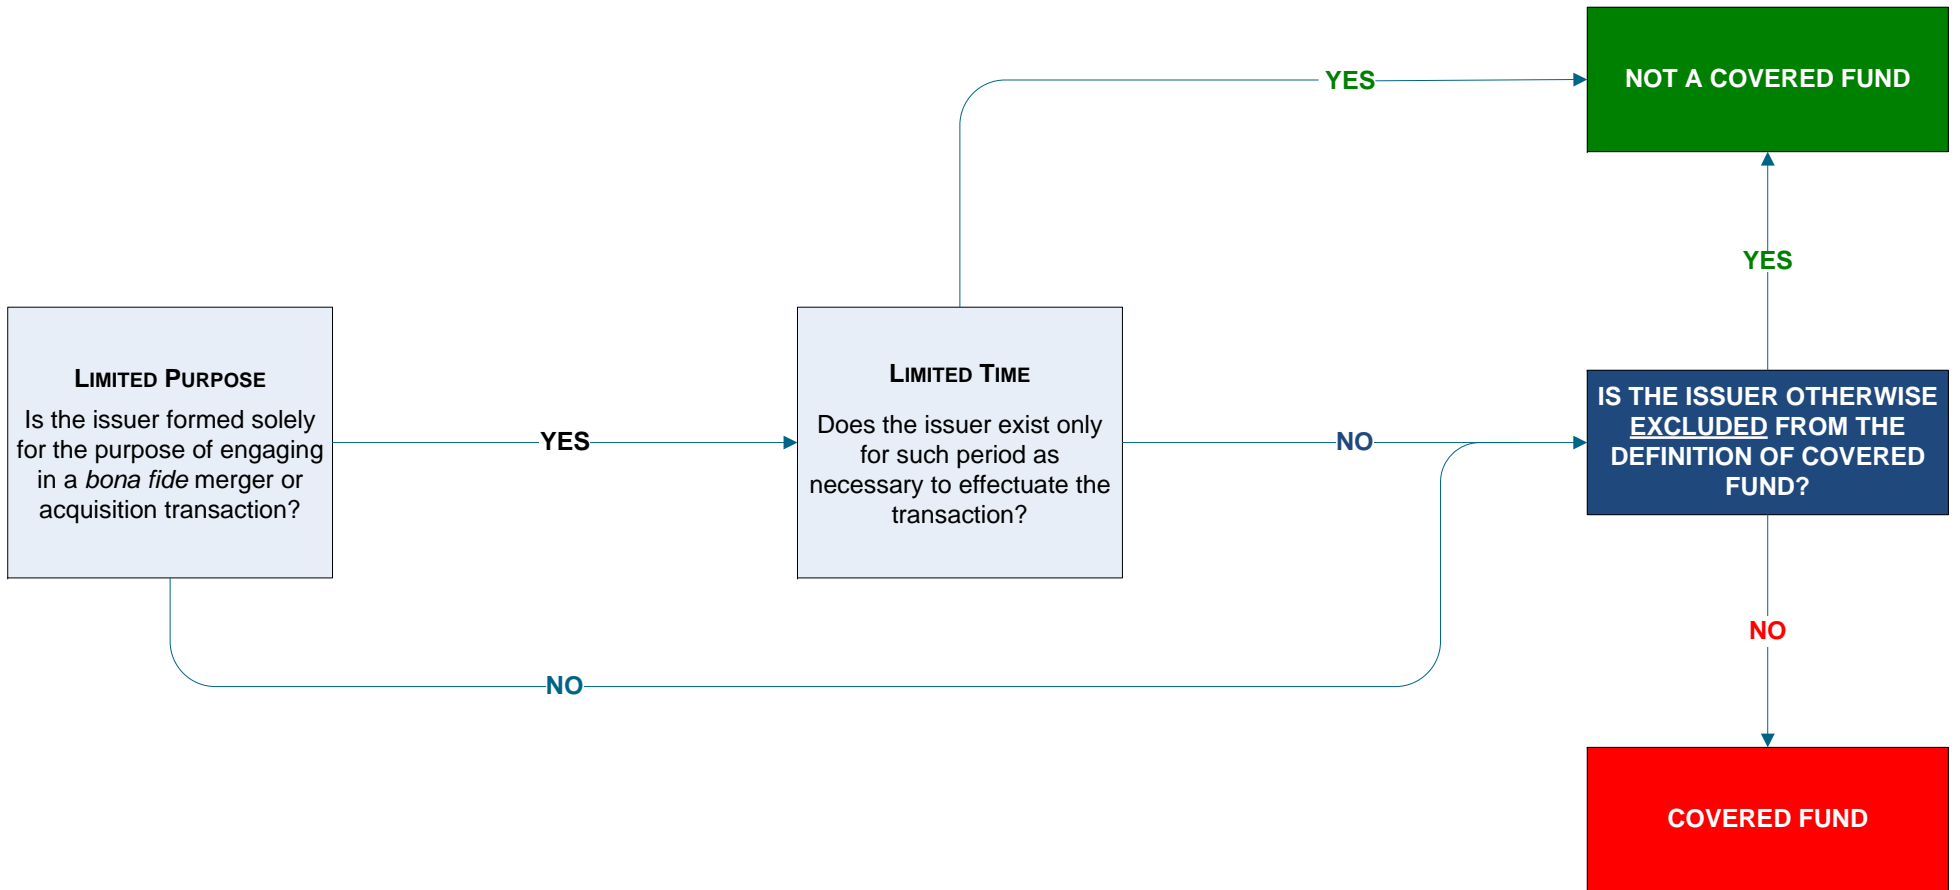 YES
NOT A COVERED FUND
YES
LIMITED PURPOSE
Is the issuer formed solely
for the purpose of engaging
in a bona fide merger or
acquisition transaction?
YES
LIMITED TIME
Does the issuer exist only
for such period as
necessary to effectuate the
transaction?
NO
IS THE ISSUER OTHERWISE
EXCLUDED FROM THE
DEFINITION OF COVERED
FUND?
NO
NO
COVERED FUND